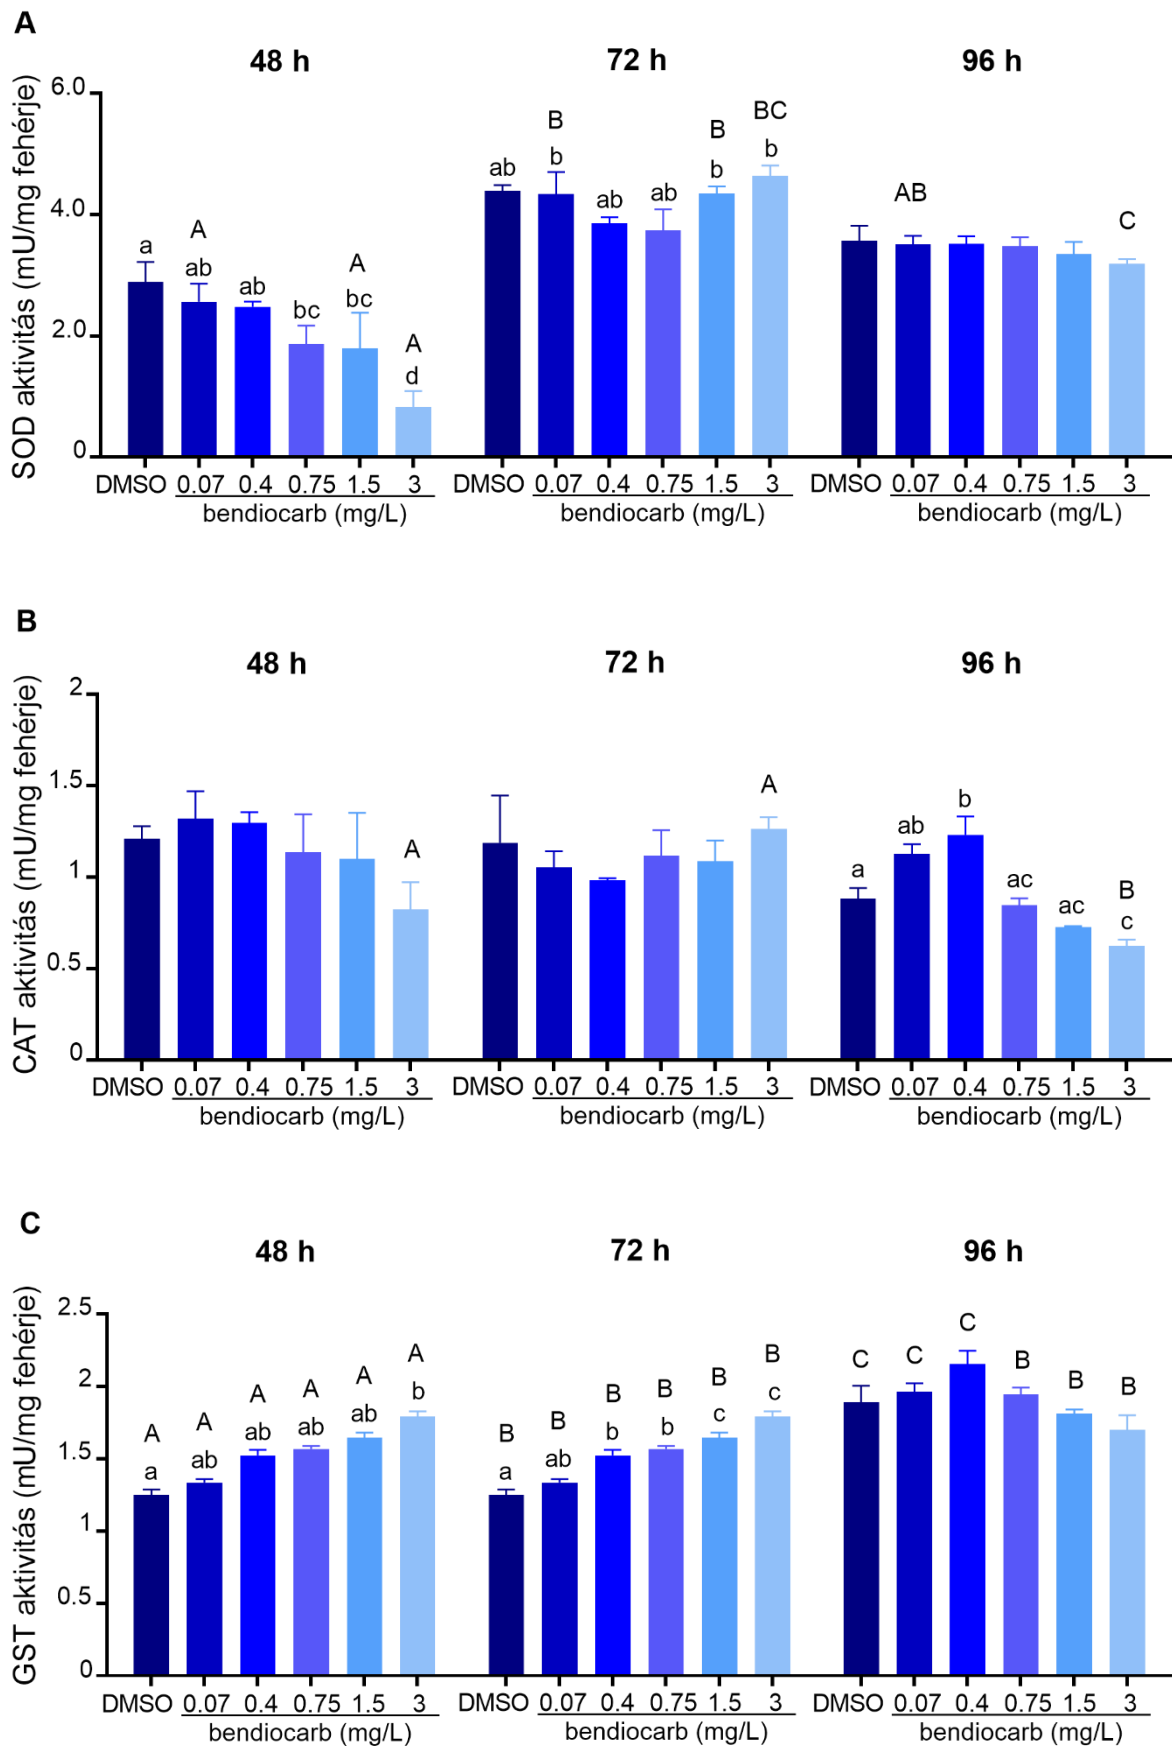 A
48 h
72 h
96 h
SOD aktivitás (mU/mg fehérje)
6.0
4.0
2.0
0
a
A
ab
ab
bc
A
bc
A
d
ab
B
b
ab
ab
B
b
BC
b
AB
C
DMSO 0.07 0.4 0.75 1.5 3
bendiocarb (mg/L)
DMSO 0.07 0.4 0.75 1.5 3
bendiocarb (mg/L)
DMSO 0.07 0.4 0.75 1.5 3
bendiocarb (mg/L)
B
48 h
72 h
96 h
CAT aktivitás (mU/mg fehérje)
2
1.5
1
0.5
0
A
A
a
ab
b
ac
ac
B
c
DMSO 0.07 0.4 0.75 1.5 3
bendiocarb (mg/L)
DMSO 0.07 0.4 0.75 1.5 3
bendiocarb (mg/L)
DMSO 0.07 0.4 0.75 1.5 3
bendiocarb (mg/L)
C
48 h
72 h
96 h
GST aktivitás (mU/mg fehérje)
2.5
2
1.5
1
0.5
0
A
a
A
ab
A
ab
A
ab
A
ab
A
b
B
a
B
ab
B
b
B
b
B
c
B
c
C
C
C
B
B
B
DMSO 0.07 0.4 0.75 1.5 3
bendiocarb (mg/L)
DMSO 0.07 0.4 0.75 1.5 3
bendiocarb (mg/L)
DMSO 0.07 0.4 0.75 1.5 3
bendiocarb (mg/L)